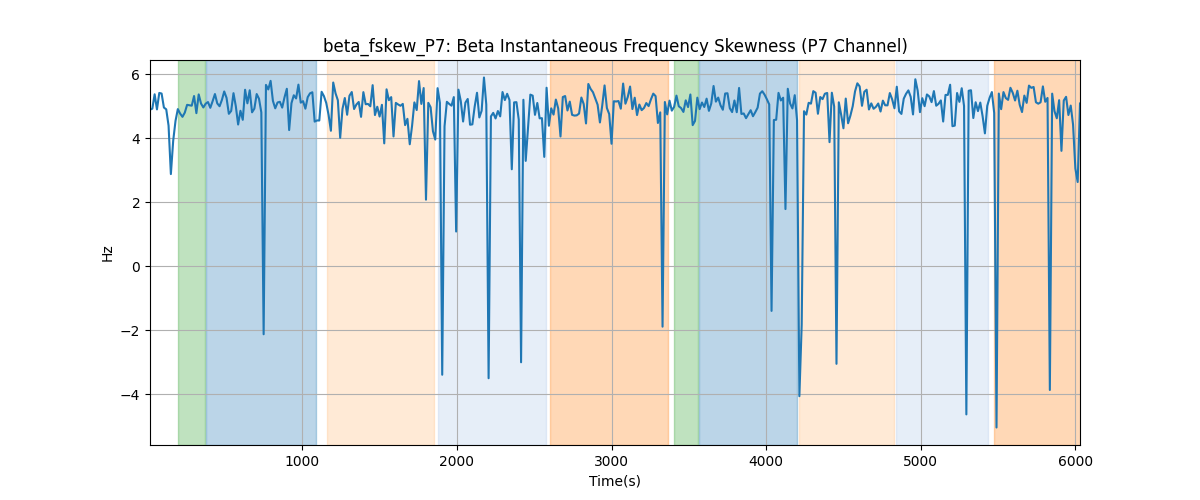 beta_fskew_P7: Beta Instantaneous Frequency Skewness (P7 Channel)
6
4
2
0
−2
−4
Hz
1000 2000 3000 4000 5000 6000
Time(s)